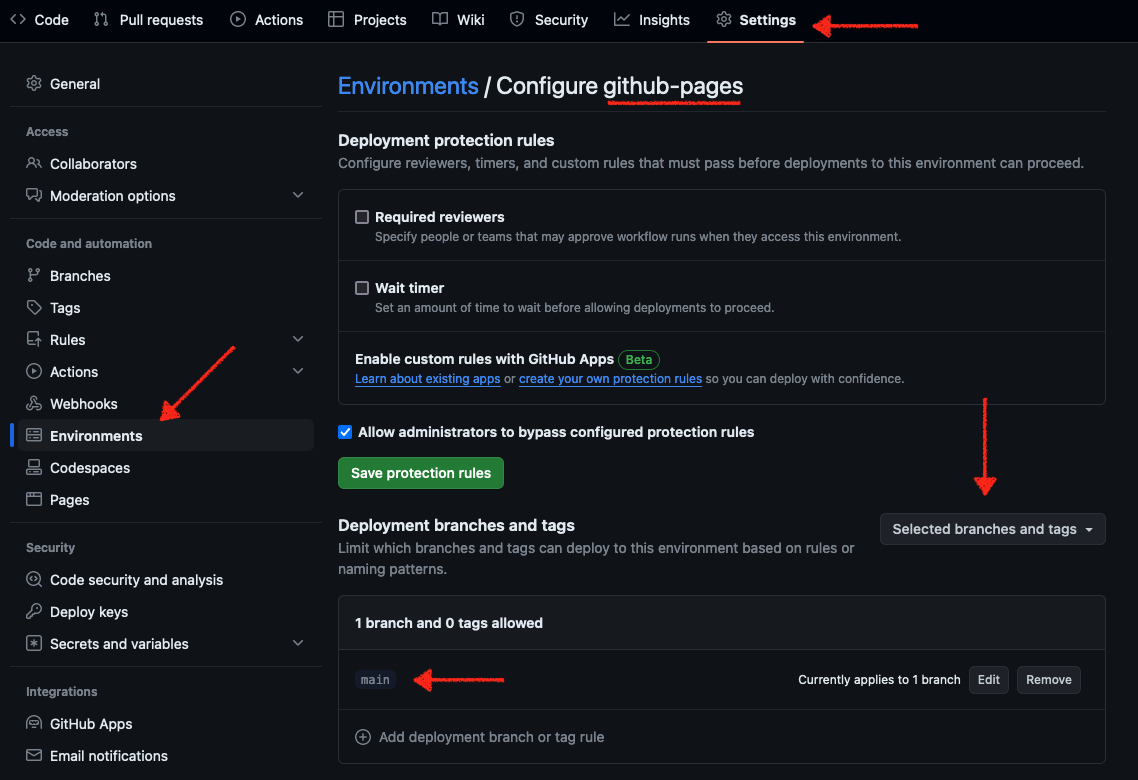 Code Pull requests Actions Projects Wiki Security Insights Settings
General
Access
Collaborators
Moderation options
Code and automation
Branches
Tags
Rules
Actions
Webhooks
Environments
Codespaces
Pages
Security
Code security and analysis
Deploy keys
Secrets and variables
Integrations
GitHub Apps
Email notifications
Environments / Configure github-pages
Deployment protection rules
Configure reviewers, timers, and custom rules that must pass before deployments to this environment can proceed.
Required reviewers
Specify people or teams that may approve workflow runs when they access this environment.
Wait timer
Set an amount of time to wait before allowing deployments to proceed.
Enable custom rules with GitHub Apps Beta
Learn about existing apps or create your own protection rules so you can deploy with confidence.
Allow administrators to bypass configured protection rules
Save protection rules
Deployment branches and tags
Limit which branches and tags can deploy to this environment based on rules or
naming patterns.
Selected branches and tags
1 branch and 0 tags allowed
main Currently applies to 1 branch Edit Remove
Add deployment branch or tag rule